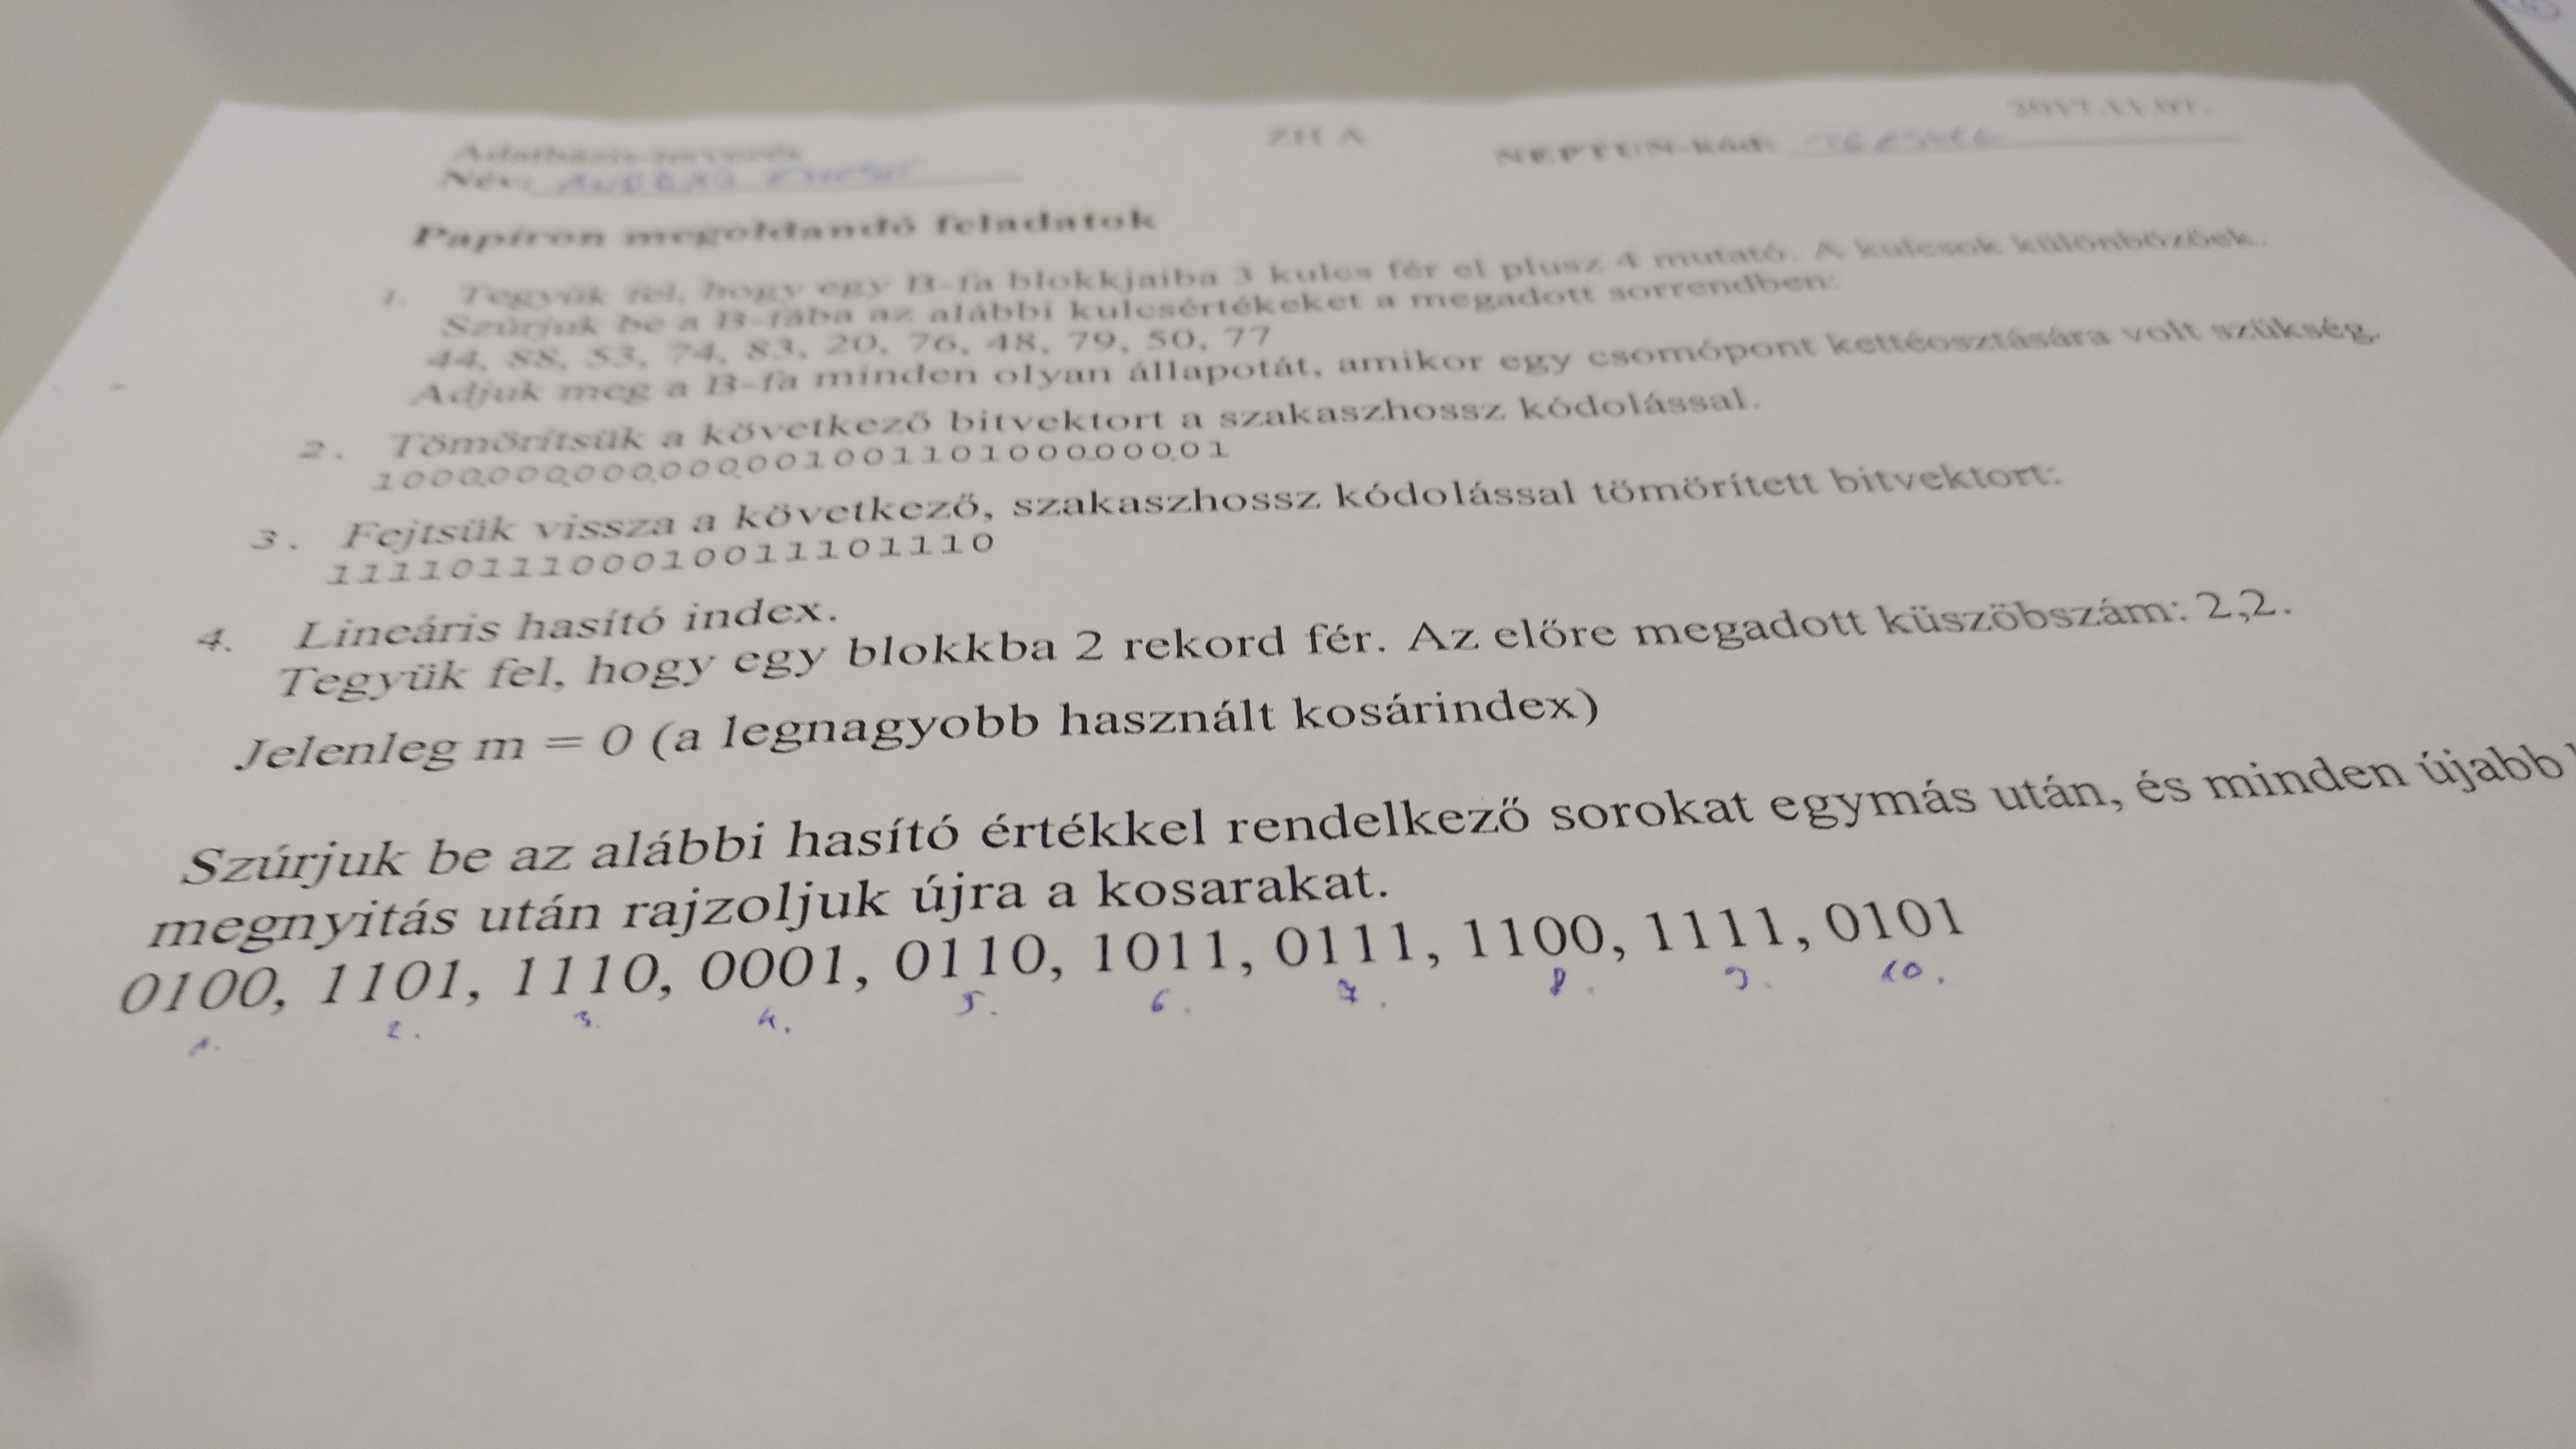 ZH A
2017.11.07.
Név:
NEPTUN-kód:
Papíron megoldandó feladatok
1. Tegyük fel, hogy egy B-fa blokkjaiba 3 kulcs fér el plusz 4 mutató. A kulcsok különbözőek.
Szúrjuk be a B-fába az alábbi kulcsértékeket a megadott sorrendben:
44, 88, 53, 74, 83, 20, 76, 48, 79, 50, 77
Adjuk meg a B-fa minden olyan állapotát, amikor egy csomópont kettéosztására volt szükség.
2. Tömörítsük a következő bitvektort a szakaszhossz kódolással.
3. Fejtsük vissza a következő, szakaszhossz kódolással tömörített bitvektort:
1111011100010011101110
4. Lineáris hasító index.
Tegyük fel, hogy egy blokkba 2 rekord fér. Az előre megadott küszöbszám: 2,2.
Jelenleg m = 0 (a legnagyobb használt kosárindex)
Szúrjuk be az alábbi hasító értékkel rendelkező sorokat egymás után, és minden újabb
megnyitás után rajzoljuk újra a kosarakat.
0100, 1101, 1110, 0001, 0110, 1011, 0111, 1100, 1111, 0101
1. 2. 3. 4. 5. 6. 7. 8. 9. 10.